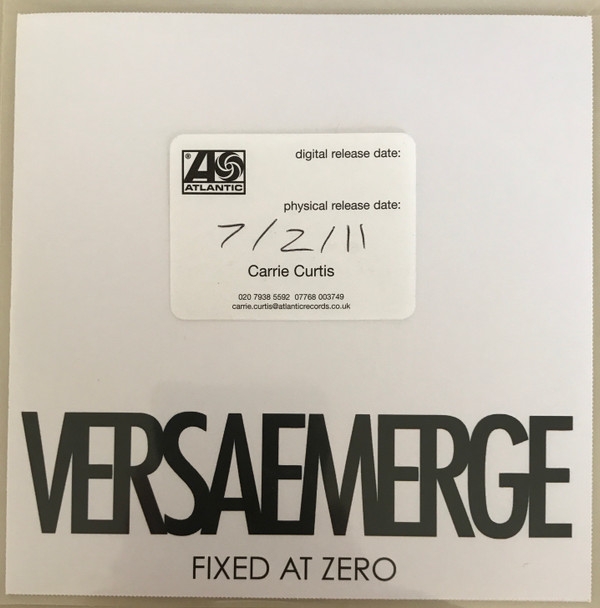 ATLANTIC
digital release date:
physical release date:
7/2/11
Carrie Curtis
020 7938 5592 07768 003749
carrie.curtis@atlanticrecords.co.uk
VERSAEMERGE
FIXED AT ZERO